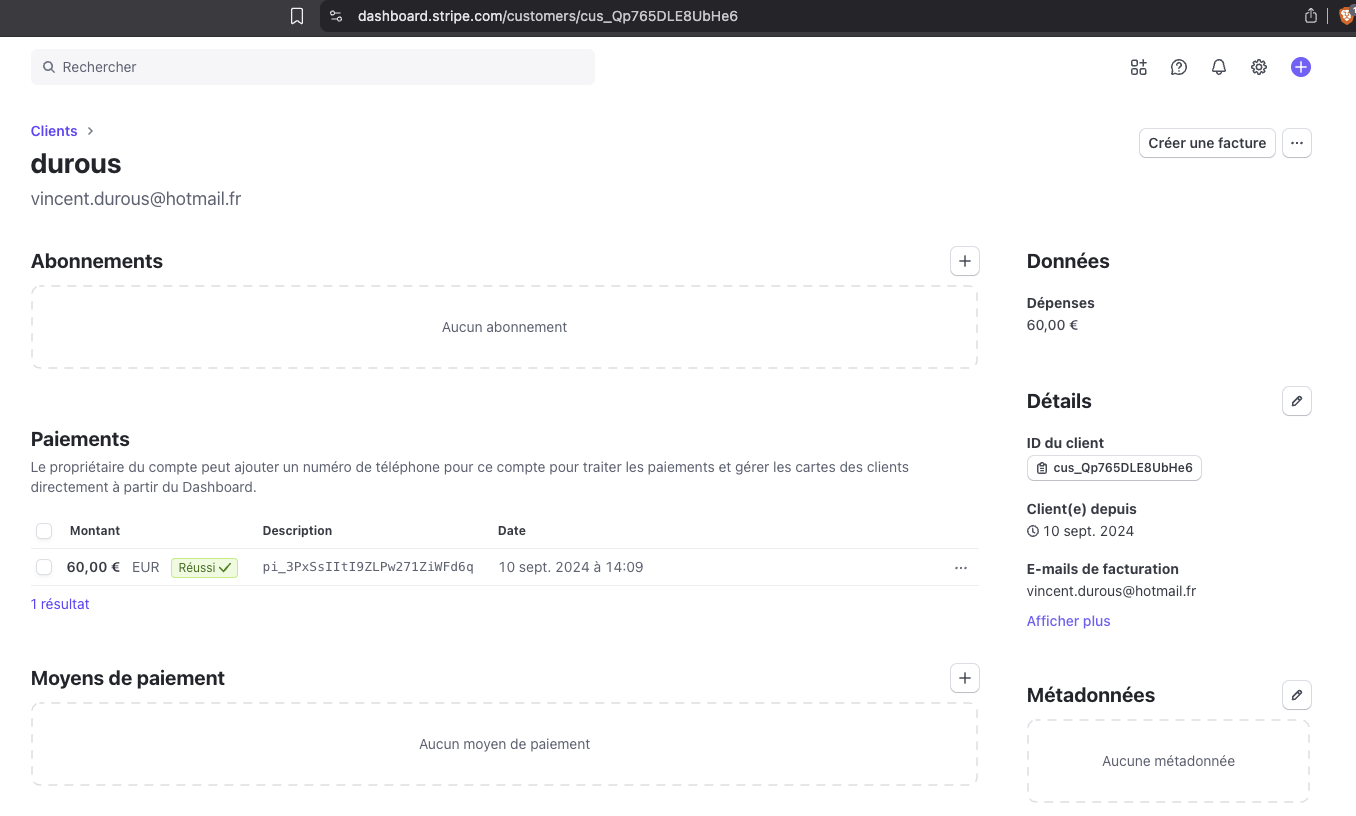 dashboard.stripe.com/customers/cus_Qp765DLE8UbHe6
Rechercher
Clients
Créer une facture
durous
vincent.durous@hotmail.fr
Abonnements
Aucun abonnement
Paiements
Le propriétaire du compte peut ajouter un numéro de téléphone pour ce compte pour traiter les paiements et gérer les cartes des clients
directement à partir du Dashboard.
Montant Description Date
60,00 € EUR Réussi pi_3PxSsIItI9ZLPw271ZiWFd6q 10 sept. 2024 à 14:09
1 résultat
Moyens de paiement
Aucun moyen de paiement
Données
Dépenses
60,00 €
Détails
ID du client
cus_Qp765DLE8UbHe6
Client(e) depuis
10 sept. 2024
E-mails de facturation
vincent.durous@hotmail.fr
Afficher plus
Métadonnées
Aucune métadonnée